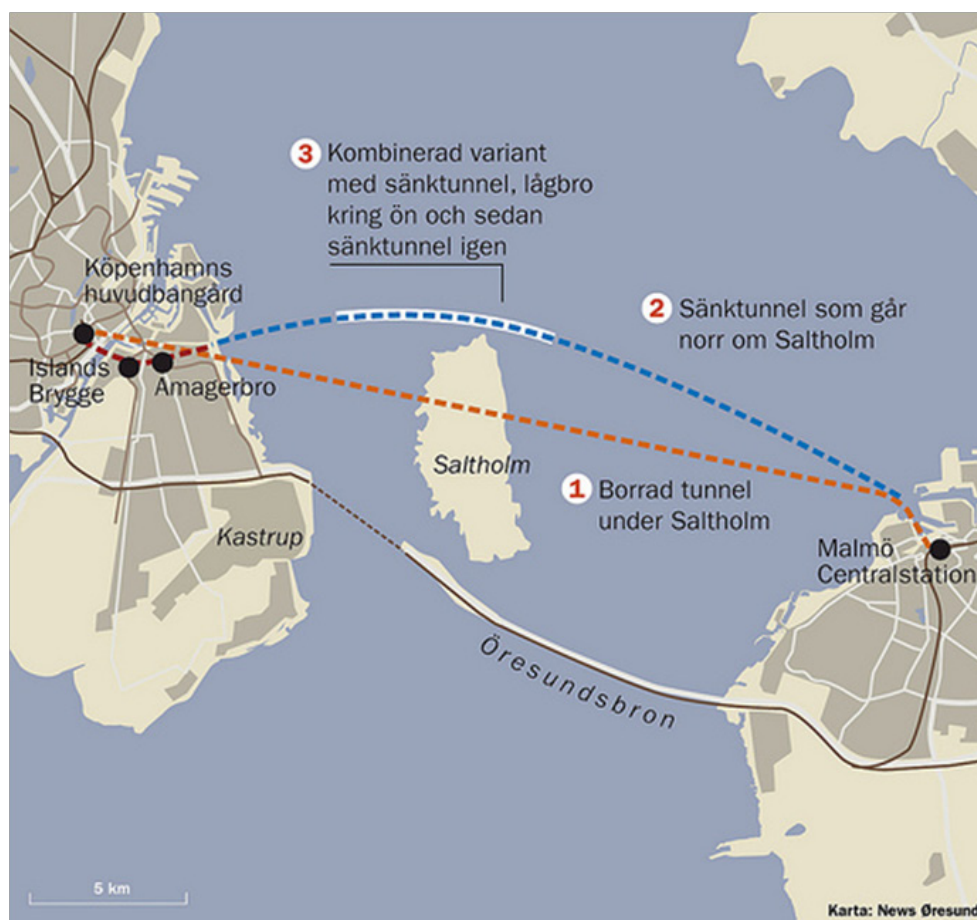 3 Kombinerad variant
med sänktunnel, lågbro
kring ön och sedan
sänktunnel igen
Köpenhamns
huvudbangård
2 Sänktunnel som går
norr om Saltholm
Islands
Brygge
Amagerbro
Saltholm
1 Borrad tunnel
under Saltholm
Kastrup
Malmö
Centralstation
Öresundsbron
5 km
Karta: News Øresund